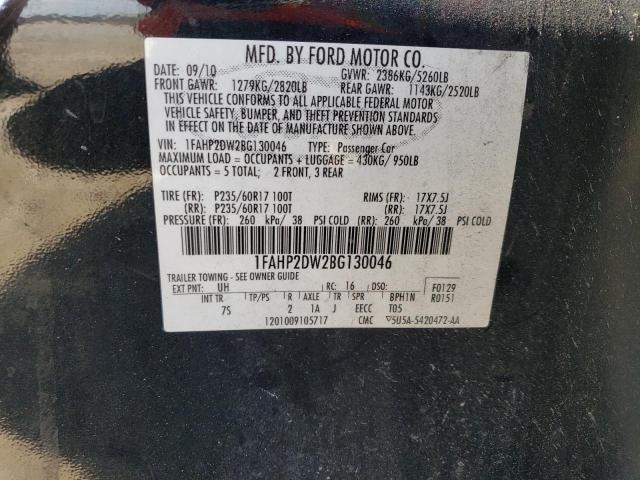 MFD. BY FORD MOTOR CO.
DATE: 09/10 GVWR: 2386KG/5260LB
FRONT GAWR: 1279KG/2820LB REAR GAWR: 1143KG/2520LB
THIS VEHICLE CONFORMS TO ALL APPLICABLE FEDERAL MOTOR
VEHICLE SAFETY, BUMPER, AND THEFT PREVENTION STANDARDS
IN EFFECT ON THE DATE OF MANUFACTURE SHOWN ABOVE.
VIN: 1FAHP2DW2BG130046 TYPE: Passenger Car
MAXIMUM LOAD = OCCUPANTS + LUGGAGE = 430KG/ 950LB
OCCUPANTS = 5 TOTAL; 2 FRONT, 3 REAR
TIRE (FR): P235/60R17 100T RIMS (FR): 17X7.5J
(RR): P235/60R17 100T (RR): 17X7.5J
PRESSURE (FR): 260 kPa/ 38 PSI COLD (RR): 260 kPa/ 38 PSI COLD
1FAHP2DW2BG130046
TRAILER TOWING - SEE OWNER GUIDE
EXT PNT: UH RC: 16 DSO: F0129
INT TR TP/PS R AXLE TR SPR BPH1N R0151
7S 2 1A J EECC T05
1201009105717 CMC ▽5U5A-5420472-AA